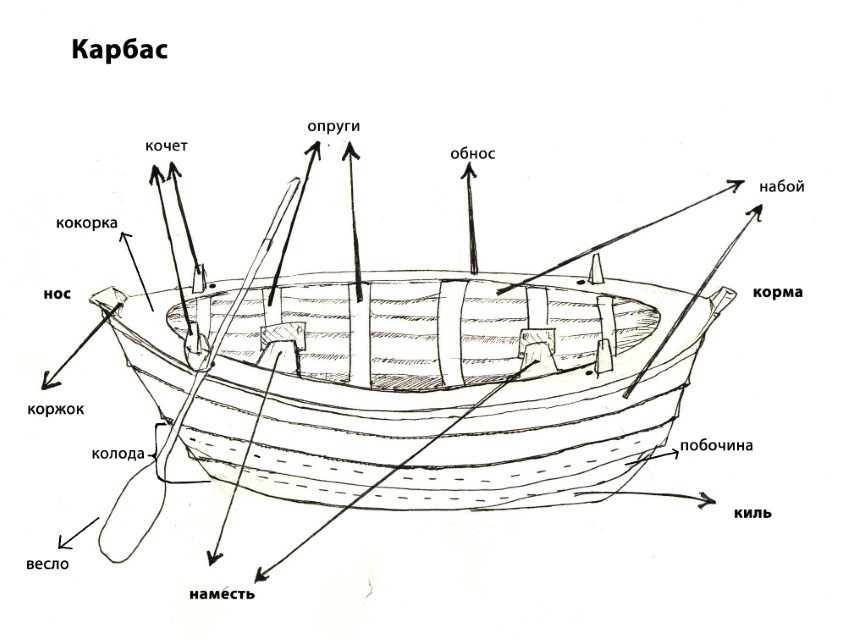 Карбас
опруги
кочет
обнос
набой
кокорка
нос
корма
коржок
колода
побочина
киль
весло
наместь